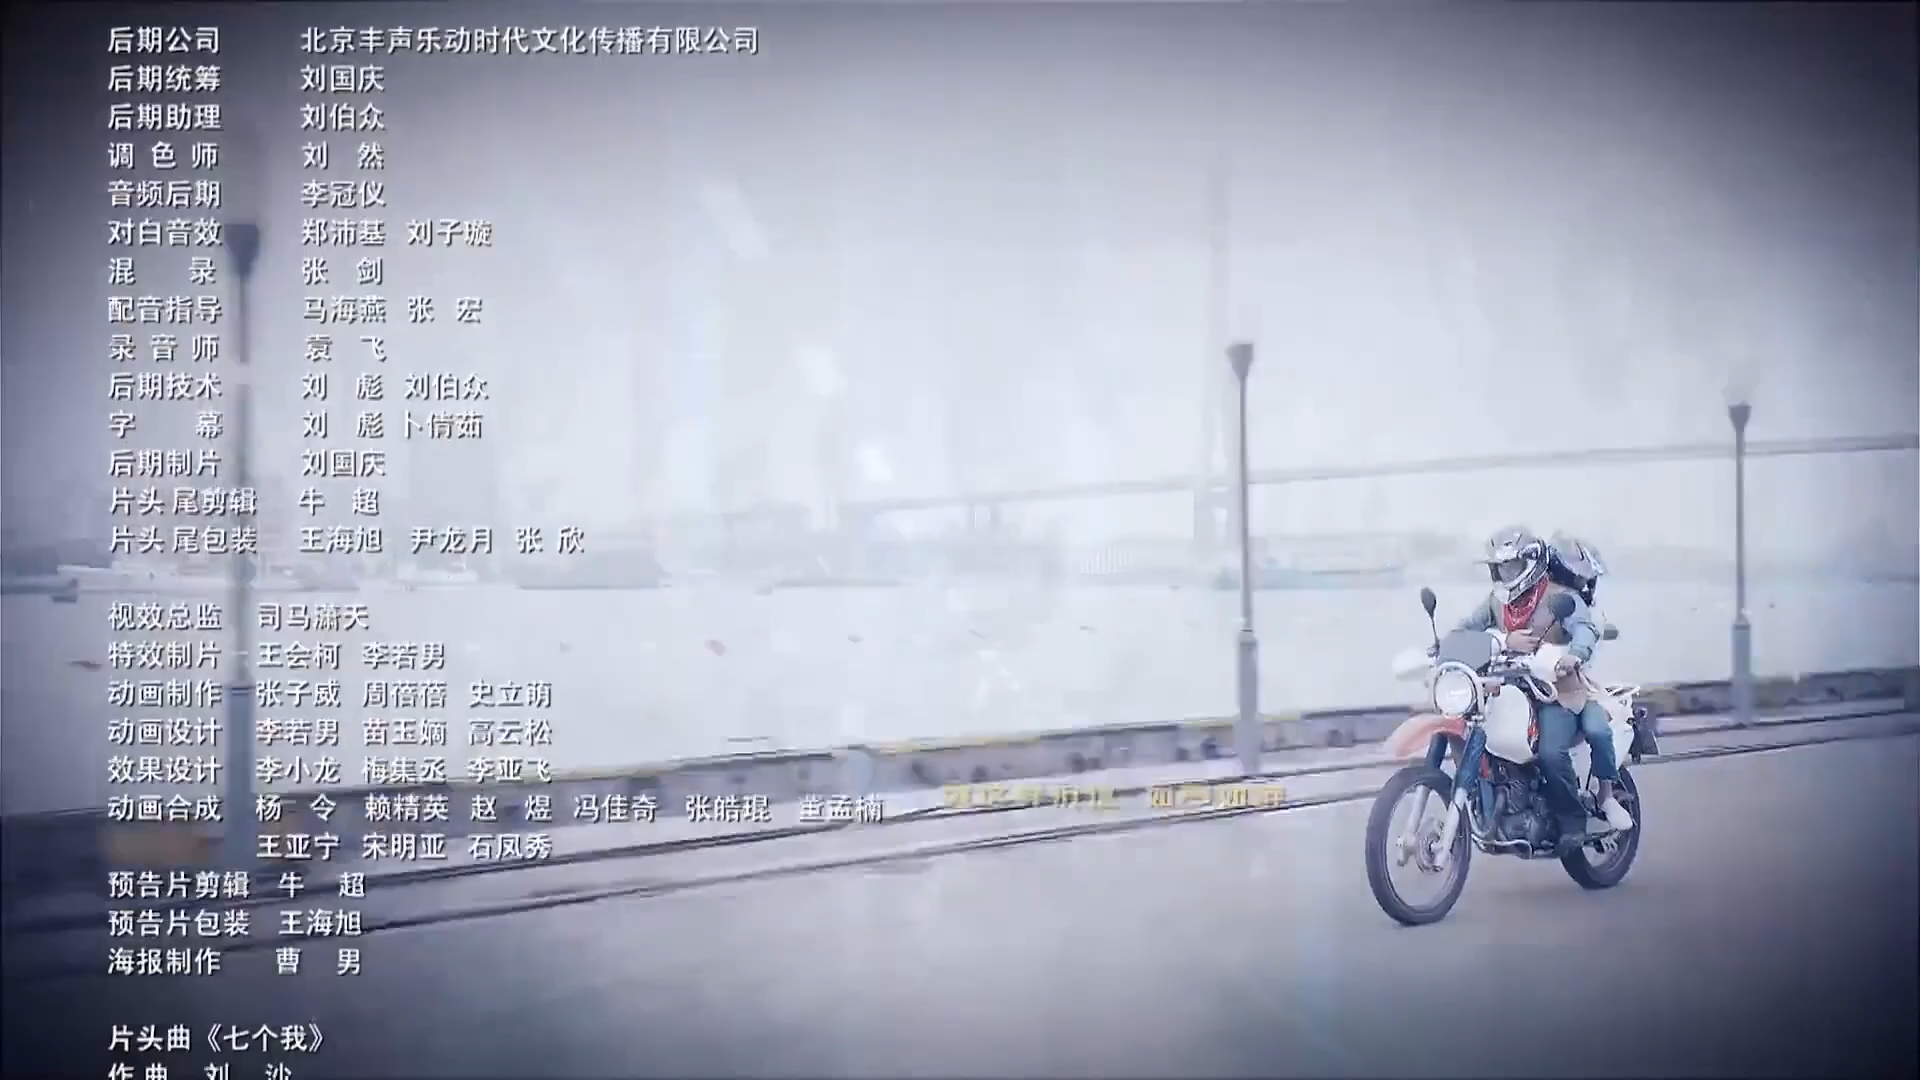 后期公司 北京丰声乐动时代文化传播有限公司
后期统筹 刘国庆
后期助理 刘伯众
调 色 师 刘 然
音频后期 李冠仪
对白音效 郑沛基 刘子璇
混 录 张 剑
配音指导 马海燕 张 宏
录 音 师 袁 飞
后期技术 刘 彪 刘伯众
字 幕 刘 彪 卜倩茹
后期制片 刘国庆
片头 尾剪辑 牛 超
片头 尾包装 王海旭 尹龙月 张 欣
视效总监 司马潇天
特效制片 王会柯 李若男
动画制作 张子威 周蓓蓓 史立萌
动画设计 李若男 苗玉嫡 高云松
效果设计 李小龙 梅集丞 李亚飞
动画合成 杨 令 赖精英 赵 煜 冯佳奇 张皓琨
王亚宁 宋明亚 石凤秀
预告片剪辑 牛 超
预告片包装 王海旭
海报制作 曹 男
片头曲《七个我》
作 曲 刘 沙